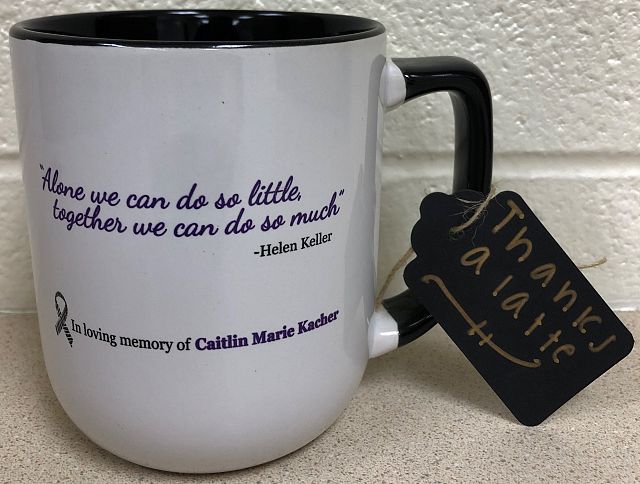 "Alone we can do so little,
together we can do so much"
-Helen Keller
In loving memory of Caitlin Marie Kacher
Thanks
a latte